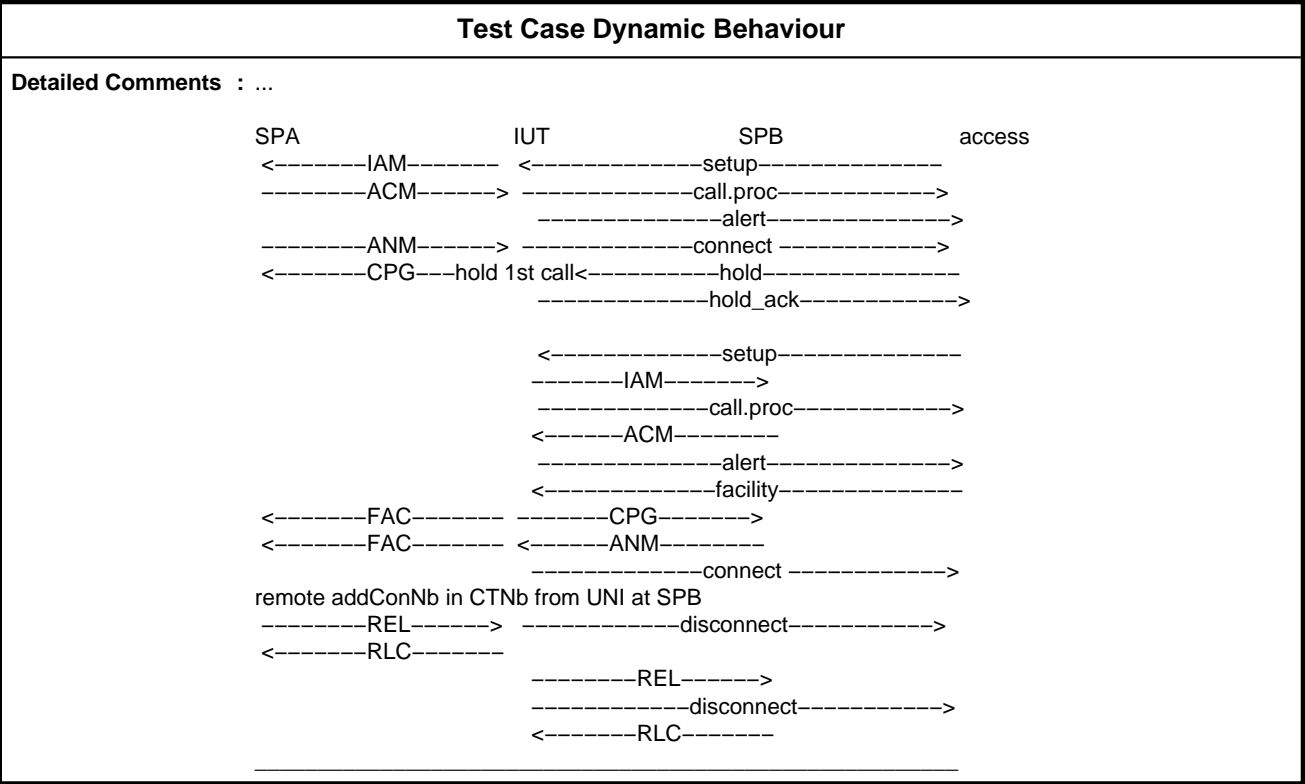 Test Case Dynamic Behaviour
Detailed Comments : ...
SPA IUT SPB access
<−−−−−−−IAM−−−−−−− <−−−−−−−−−−−−−setup−−−−−−−−−−−−−−
−−−−−−−−ACM−−−−−−> −−−−−−−−−−−−−call.proc−−−−−−−−−−−−>
−−−−−−−−−−−−−−alert−−−−−−−−−−−−−−>
−−−−−−−−ANM−−−−−−> −−−−−−−−−−−−−connect −−−−−−−−−−−−>
<−−−−−−−CPG−−−hold 1st call<−−−−−−−−−−hold−−−−−−−−−−−−−−−
−−−−−−−−−−−−−hold_ack−−−−−−−−−−−−>
<−−−−−−−−−−−−−setup−−−−−−−−−−−−−−
−−−−−−−IAM−−−−−−−>
−−−−−−−−−−−−−call.proc−−−−−−−−−−−−>
<−−−−−−ACM−−−−−−−−
−−−−−−−−−−−−−−alert−−−−−−−−−−−−−−>
<−−−−−−−−−−−−−facility−−−−−−−−−−−−−−
<−−−−−−−FAC−−−−−−− −−−−−−−CPG−−−−−−−>
<−−−−−−−FAC−−−−−−− <−−−−−−ANM−−−−−−−−
−−−−−−−−−−−−−connect −−−−−−−−−−−−>
remote addConNb in CTNb from UNI at SPB
−−−−−−−−REL−−−−−−> −−−−−−−−−−−−disconnect−−−−−−−−−−−>
<−−−−−−−RLC−−−−−−−
−−−−−−−−REL−−−−−−>
−−−−−−−−−−−−disconnect−−−−−−−−−−−>
<−−−−−−−RLC−−−−−−−